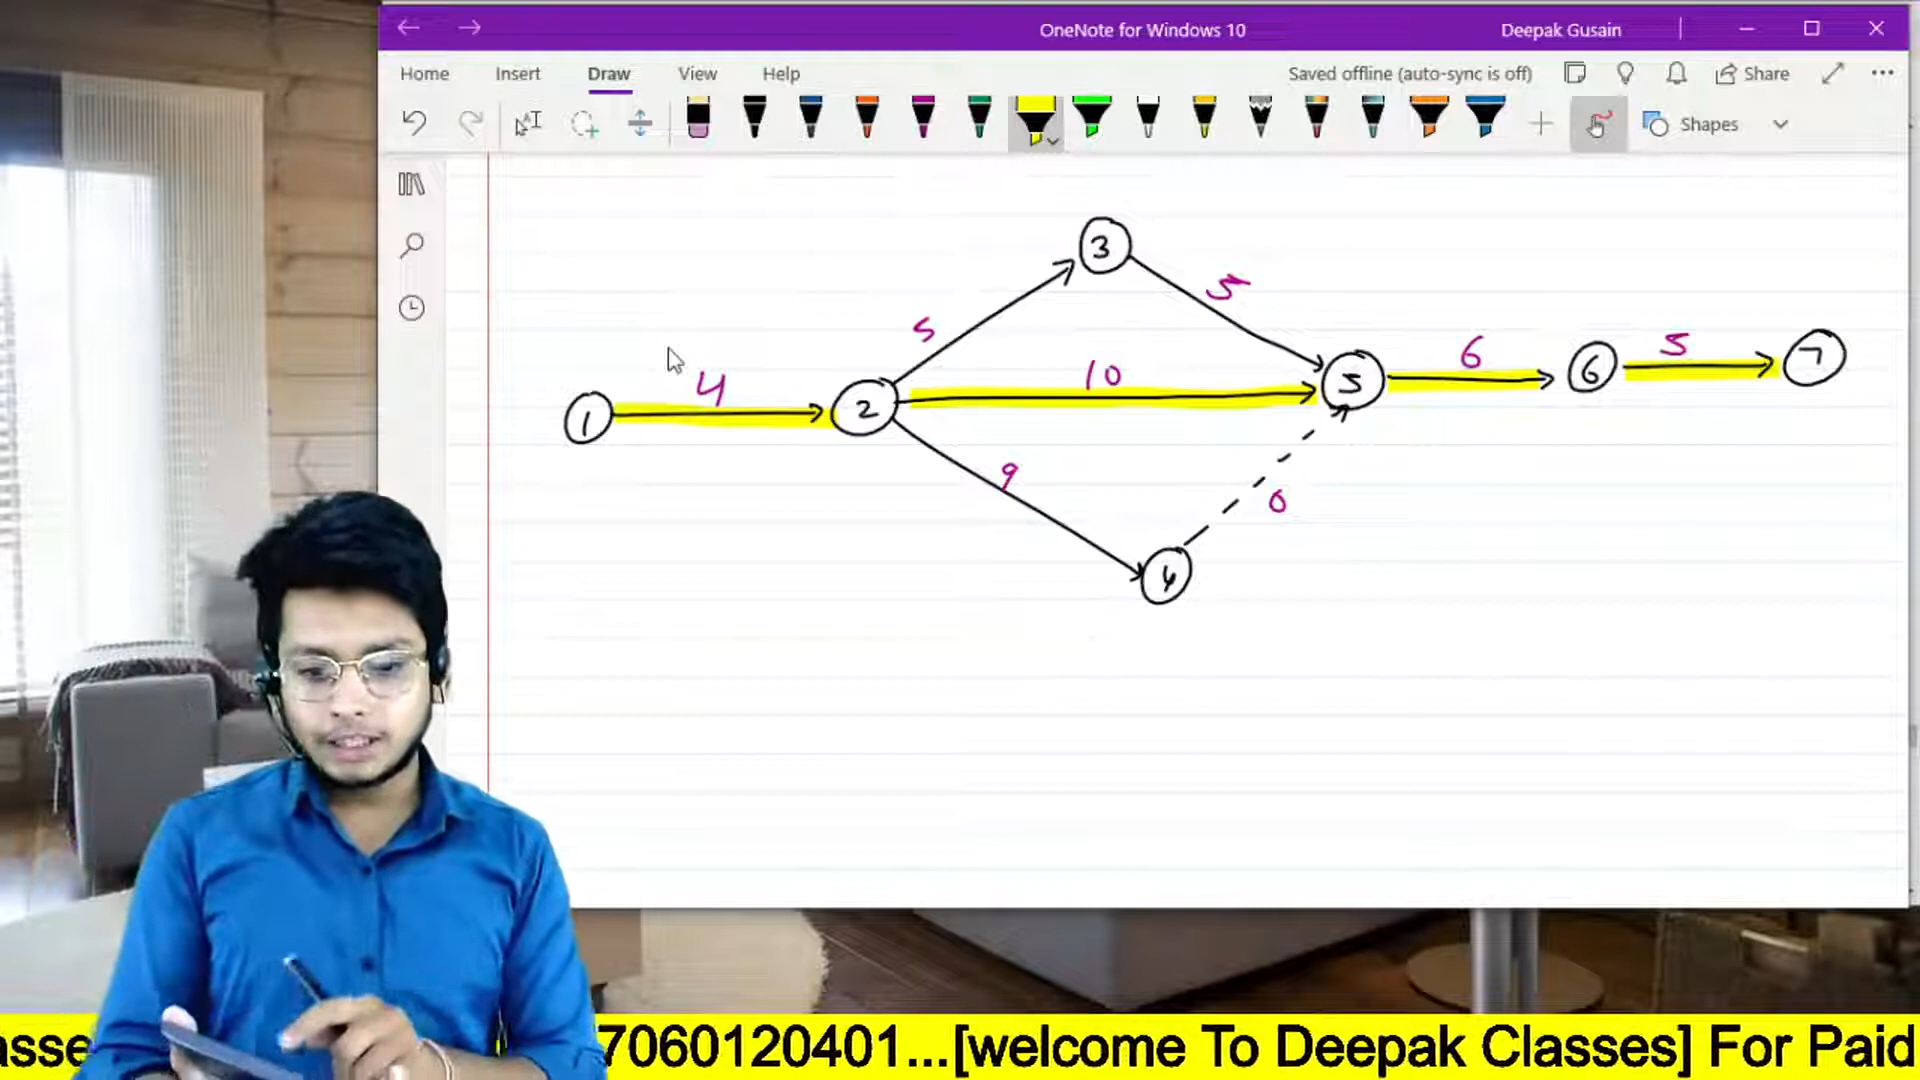 OneNote for Windows 10
Deepak Gusain
Home Insert Draw View Help
Saved offline (auto-sync is off)
Share
Shapes
3
5
5
4
10
6
5
1
2
5
6
7
9
0
4
7060120401...[welcome To Deepak Classes] For Paid